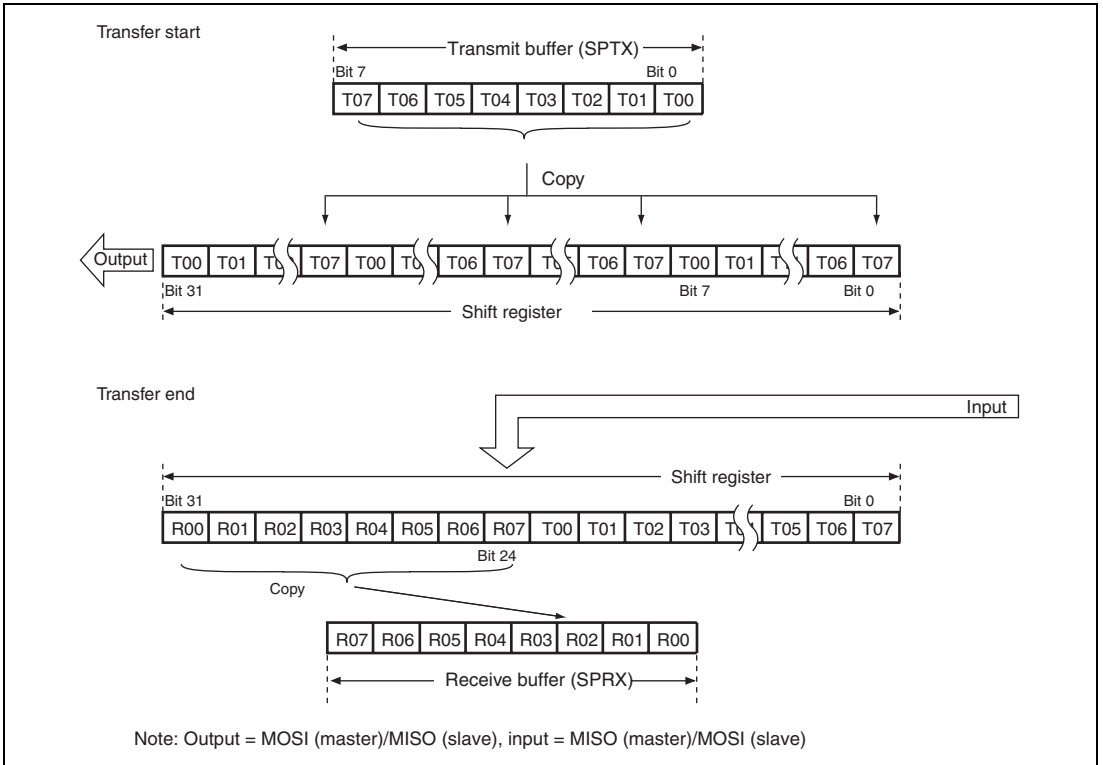 Transfer start
Transmit buffer (SPTX)
Bit 7 Bit 0
T07 T06 T05 T04 T03 T02 T01 T00
Copy
Output T00 T01 T07 T00 T06 T07 T06 T07 T00 T01 T06 T07
Bit 31 Bit 7 Bit 0
Shift register
Transfer end
Input
Shift register
Bit 31 Bit 0
R00 R01 R02 R03 R04 R05 R06 R07 T00 T01 T02 T03 T05 T06 T07
Bit 24
Copy
R07 R06 R05 R04 R03 R02 R01 R00
Receive buffer (SPRX)
Note: Output = MOSI (master)/MISO (slave), input = MISO (master)/MOSI (slave)